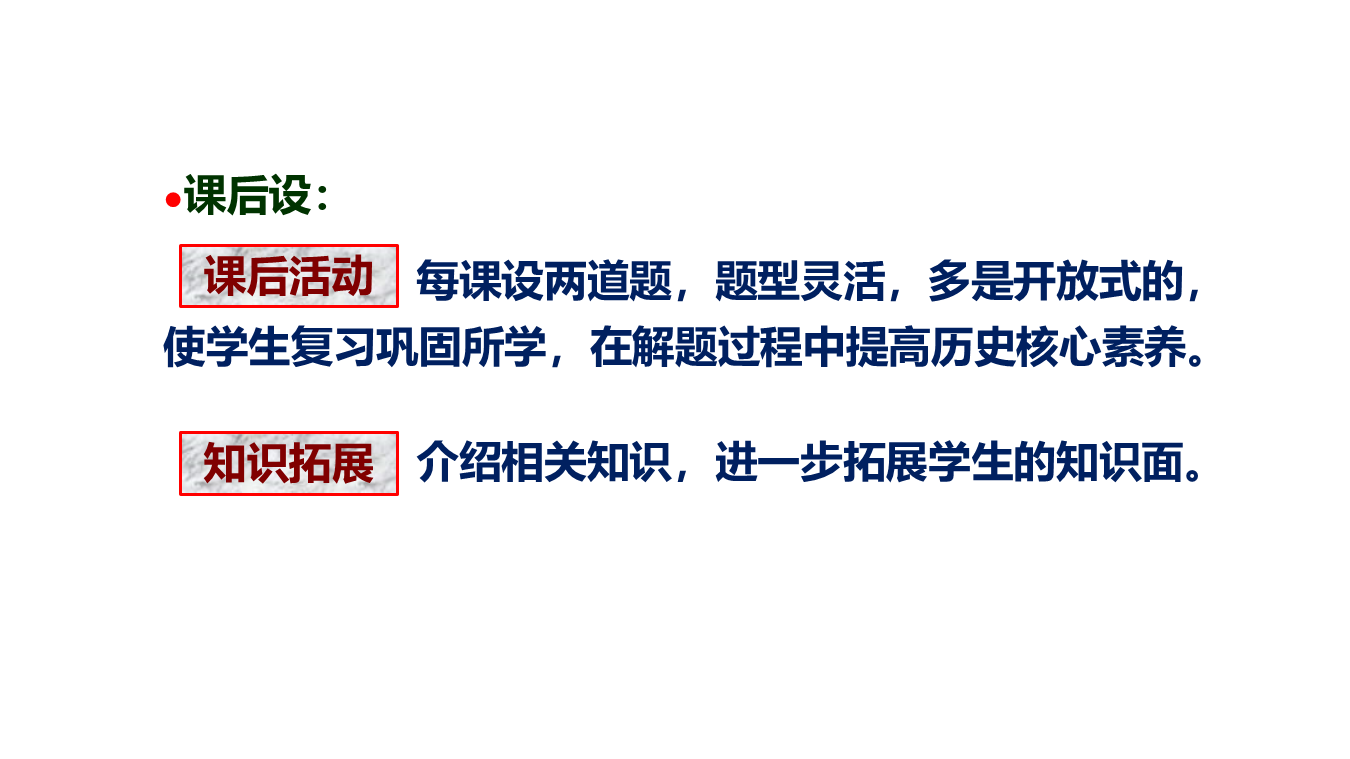 •课后设：
课后活动 每课设两道题，题型灵活，多是开放式的，
使学生复习巩固所学，在解题过程中提高历史核心素养。
知识拓展 介绍相关知识，进一步拓展学生的知识面。